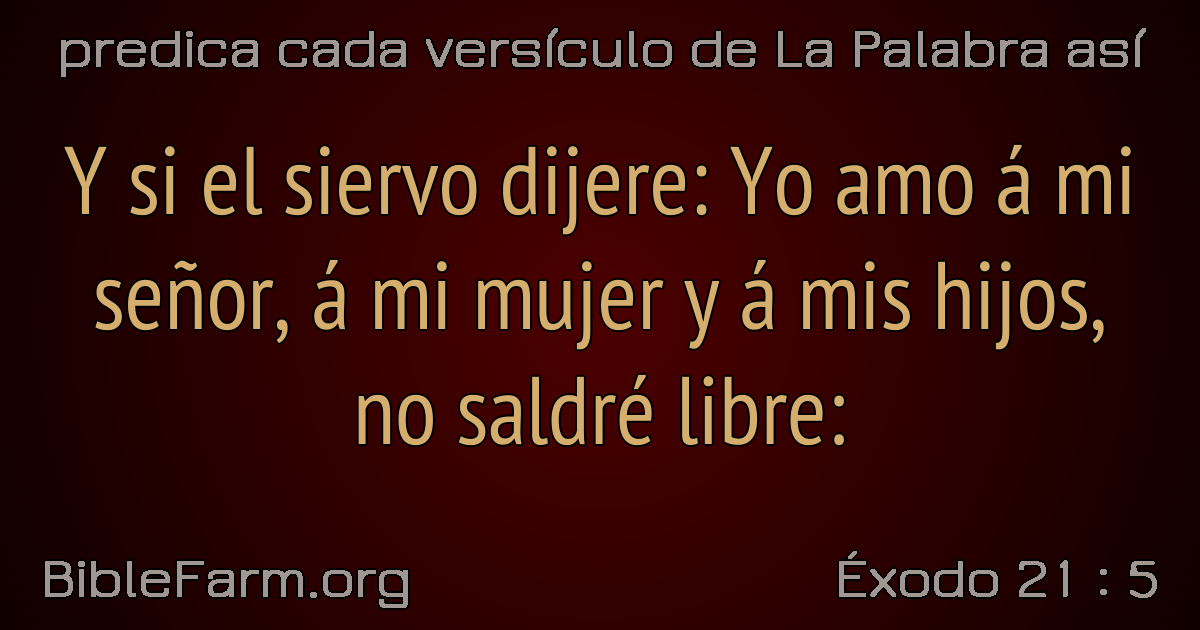 predica cada versículo de La Palabra así
Y si el siervo dijere: Yo amo á mi
señor, á mi mujer y á mis hijos,
no saldré libre:
BibleFarm.org
Éxodo 21 : 5